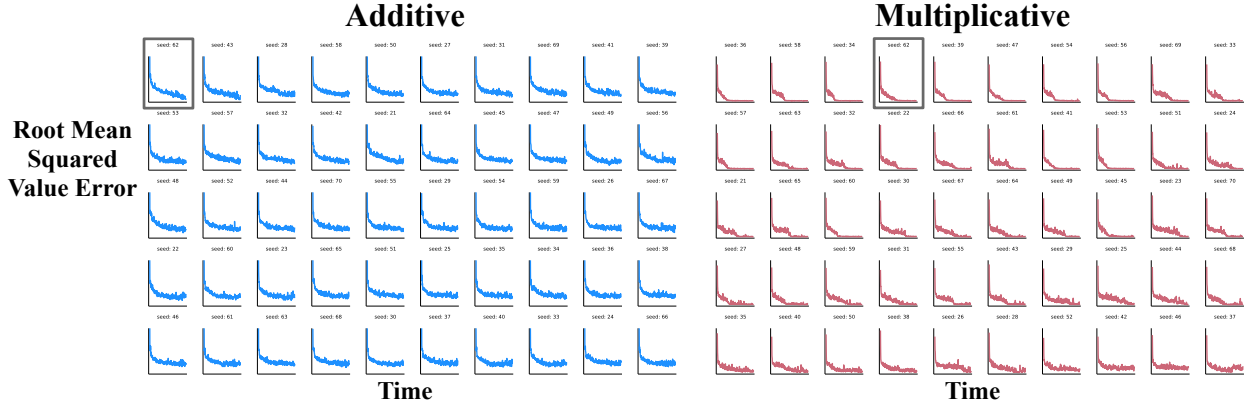 Additive Multiplicative
seed: 62 seed: 43 seed: 28 seed: 58 seed: 50 seed: 27 seed: 31 seed: 69 seed: 41 seed: 39 seed: 36 seed: 58 seed: 34 seed: 62 seed: 39 seed: 47 seed: 54 seed: 56 seed: 69 seed: 33
Root Mean
Squared
Value Error
seed: 53 seed: 57 seed: 32 seed: 42 seed: 21 seed: 64 seed: 45 seed: 47 seed: 49 seed: 56 seed: 57 seed: 63 seed: 32 seed: 22 seed: 66 seed: 61 seed: 41 seed: 53 seed: 51 seed: 24
seed: 48 seed: 52 seed: 44 seed: 70 seed: 55 seed: 29 seed: 54 seed: 59 seed: 26 seed: 67 seed: 21 seed: 65 seed: 60 seed: 30 seed: 67 seed: 64 seed: 49 seed: 45 seed: 23 seed: 70
seed: 22 seed: 60 seed: 23 seed: 65 seed: 51 seed: 25 seed: 35 seed: 34 seed: 36 seed: 38 seed: 27 seed: 48 seed: 59 seed: 31 seed: 55 seed: 43 seed: 29 seed: 25 seed: 44 seed: 68
seed: 46 seed: 61 seed: 63 seed: 68 seed: 30 seed: 37 seed: 40 seed: 33 seed: 24 seed: 66 seed: 35 seed: 40 seed: 50 seed: 38 seed: 26 seed: 28 seed: 52 seed: 42 seed: 46 seed: 37
Time Time